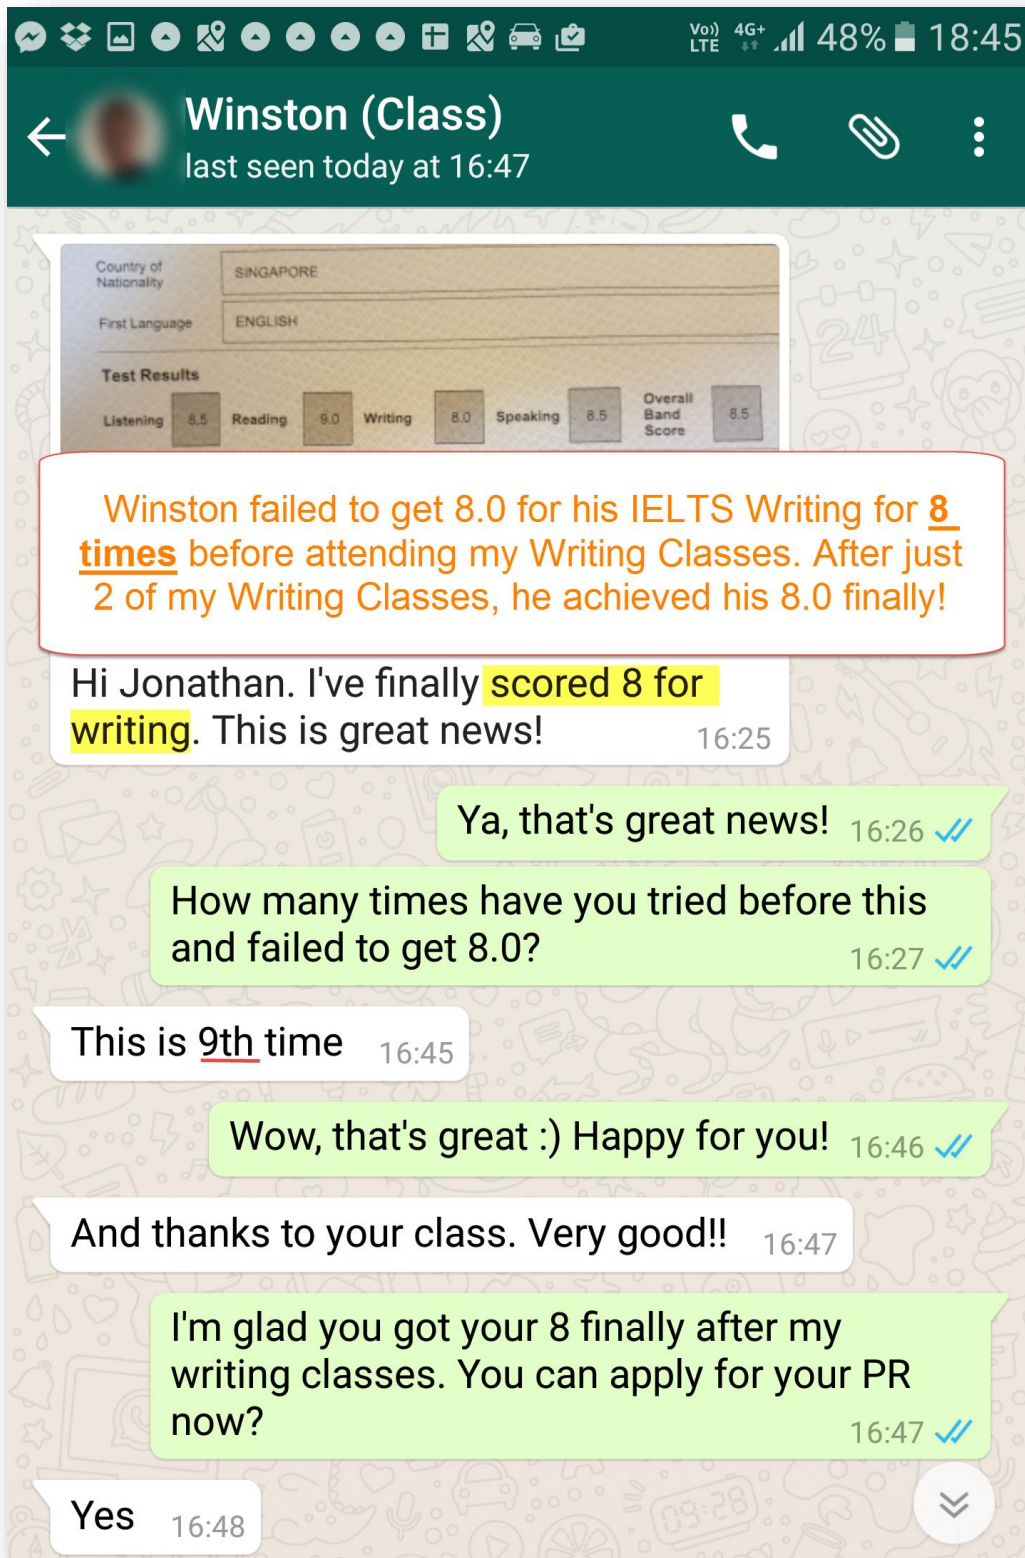 Vo)) LTE 4G+ 48% 18:45
Winston (Class)
last seen today at 16:47
Country of
Nationality
SINGAPORE
First Language
ENGLISH
Test Results
Listening 8.5 Reading 9.0 Writing 8.0 Speaking 8.5 Overall Band Score 8.5
Winston failed to get 8.0 for his IELTS Writing for 8
times before attending my Writing Classes. After just
2 of my Writing Classes, he achieved his 8.0 finally!
Hi Jonathan. I've finally scored 8 for
writing. This is great news!
16:25
Ya, that's great news! 16:26
How many times have you tried before this
and failed to get 8.0?
16:27
This is 9th time 16:45
Wow, that's great :) Happy for you! 16:46
And thanks to your class. Very good!! 16:47
I'm glad you got your 8 finally after my
writing classes. You can apply for your PR
now?
16:47
Yes 16:48